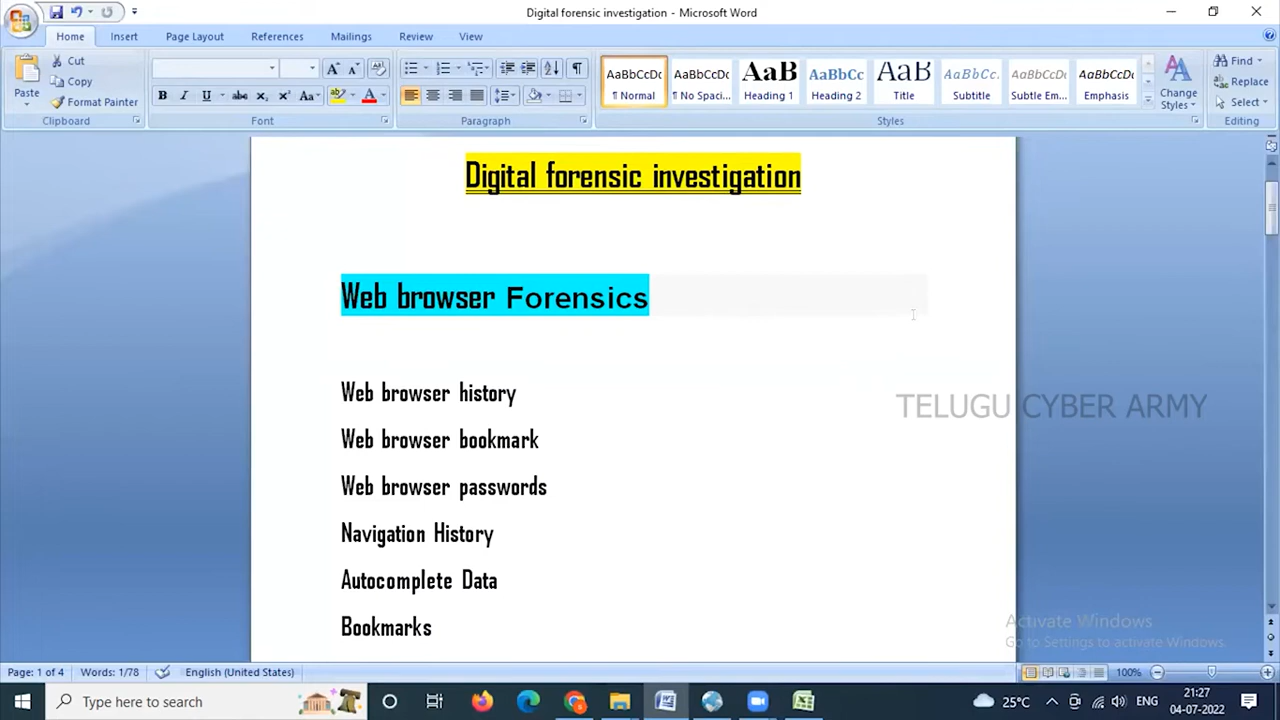 Digital forensic investigation - Microsoft Word
Home Insert Page Layout References Mailings Review View
Paste
Cut
Copy
Format Painter
Clipboard
B I U abc X₂ X² Aa A
Font
Paragraph
AaBbCcDc AaBbCcDc AaB AaBbCc AaB AaBbCc. AaBbCcDc AaBbCcDc
¶ Normal ¶ No Spaci... Heading 1 Heading 2 Title Subtitle Subtle Em... Emphasis
Styles
Change
Styles
Find
Replace
Select
Editing
Digital forensic investigation
Web browser Forensics
Web browser history
Web browser bookmark
Web browser passwords
Navigation History
Autocomplete Data
Bookmarks
TELUGU CYBER ARMY
Activate Windows
Go to Settings to activate Windows.
Page: 1 of 4 Words: 1/78 English (United States) 100%
Type here to search
25°C ENG
21:27
04-07-2022